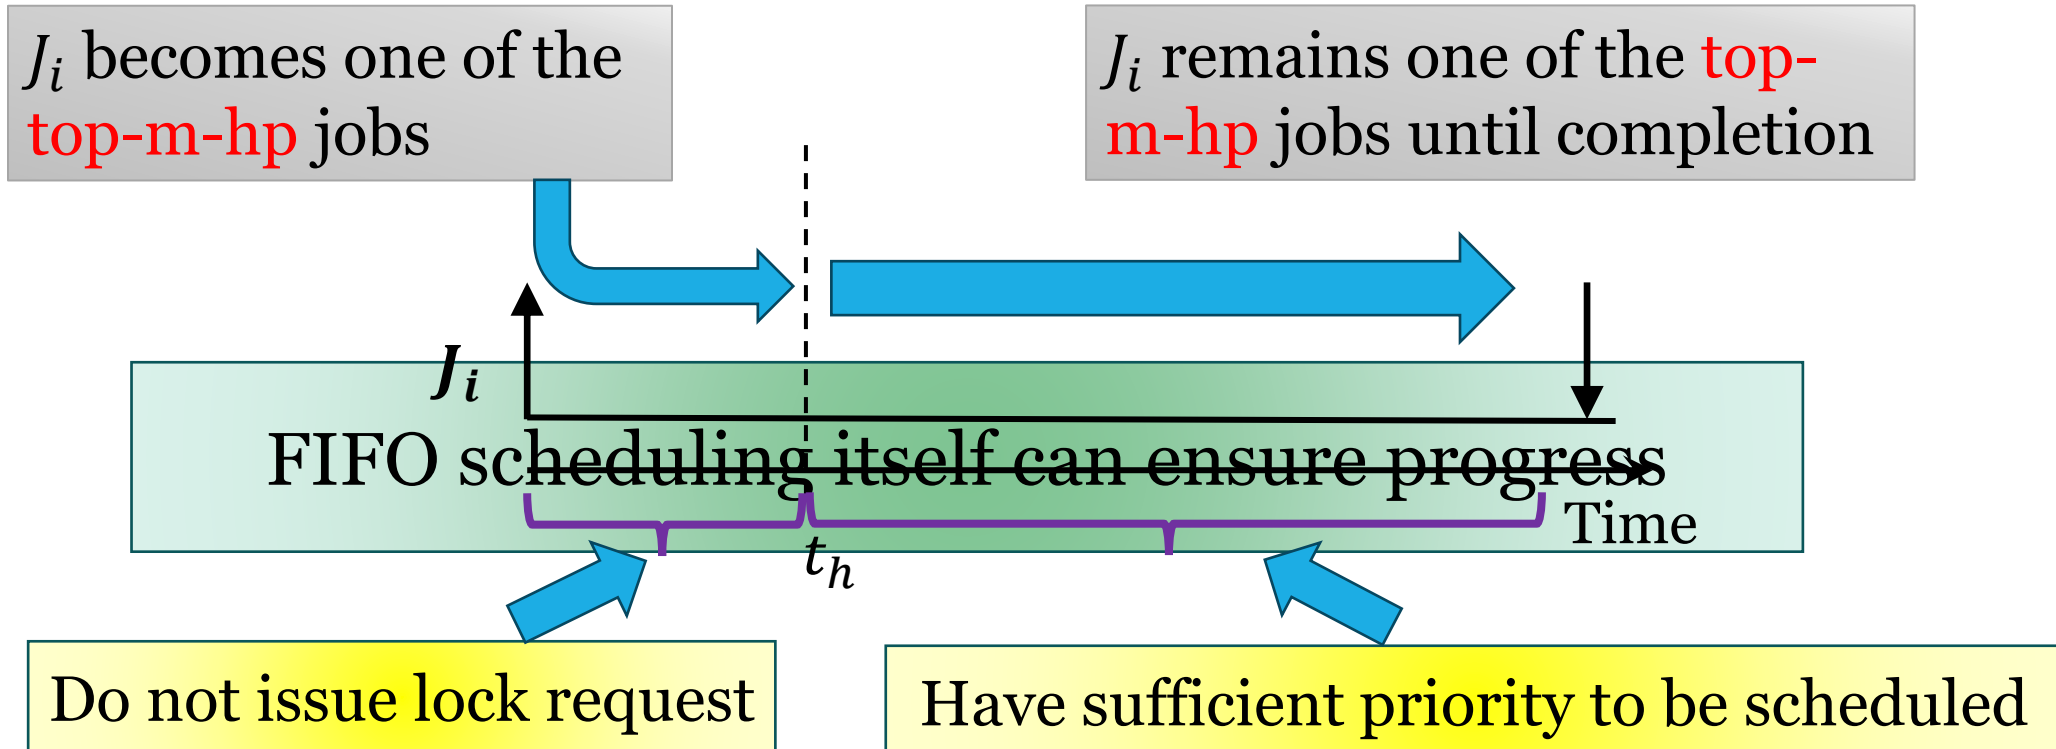 J_i becomes one of the
top-m-hp jobs
J_i remains one of the top-
m-hp jobs until completion
J_i
FIFO scheduling itself can ensure progress
Time
t_h
Do not issue lock request
Have sufficient priority to be scheduled